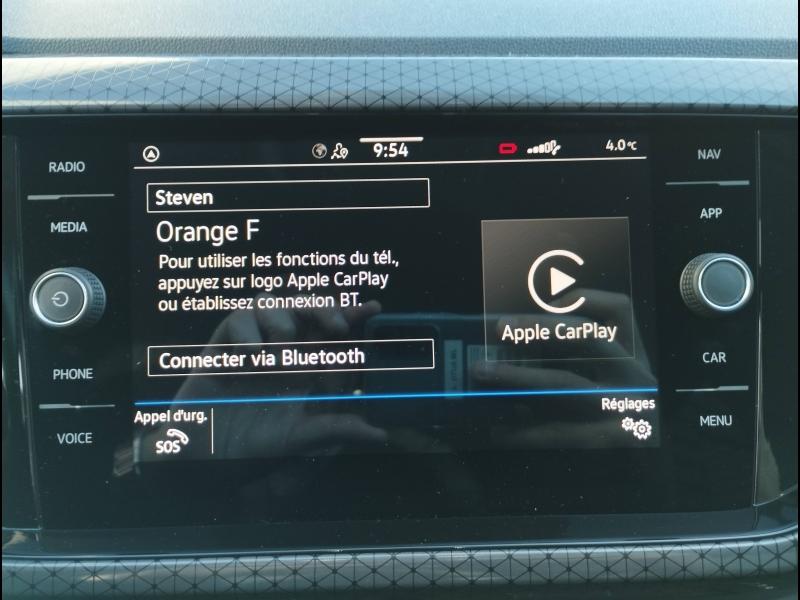 RADIO
MEDIA
PHONE
VOICE
9:54
4.0°C
Steven
Orange F
Pour utiliser les fonctions du tél.,
appuyez sur logo Apple CarPlay
ou établissez connexion BT.
Apple CarPlay
Connecter via Bluetooth
Appel d'urg.
SOS
Réglages
NAV
APP
CAR
MENU